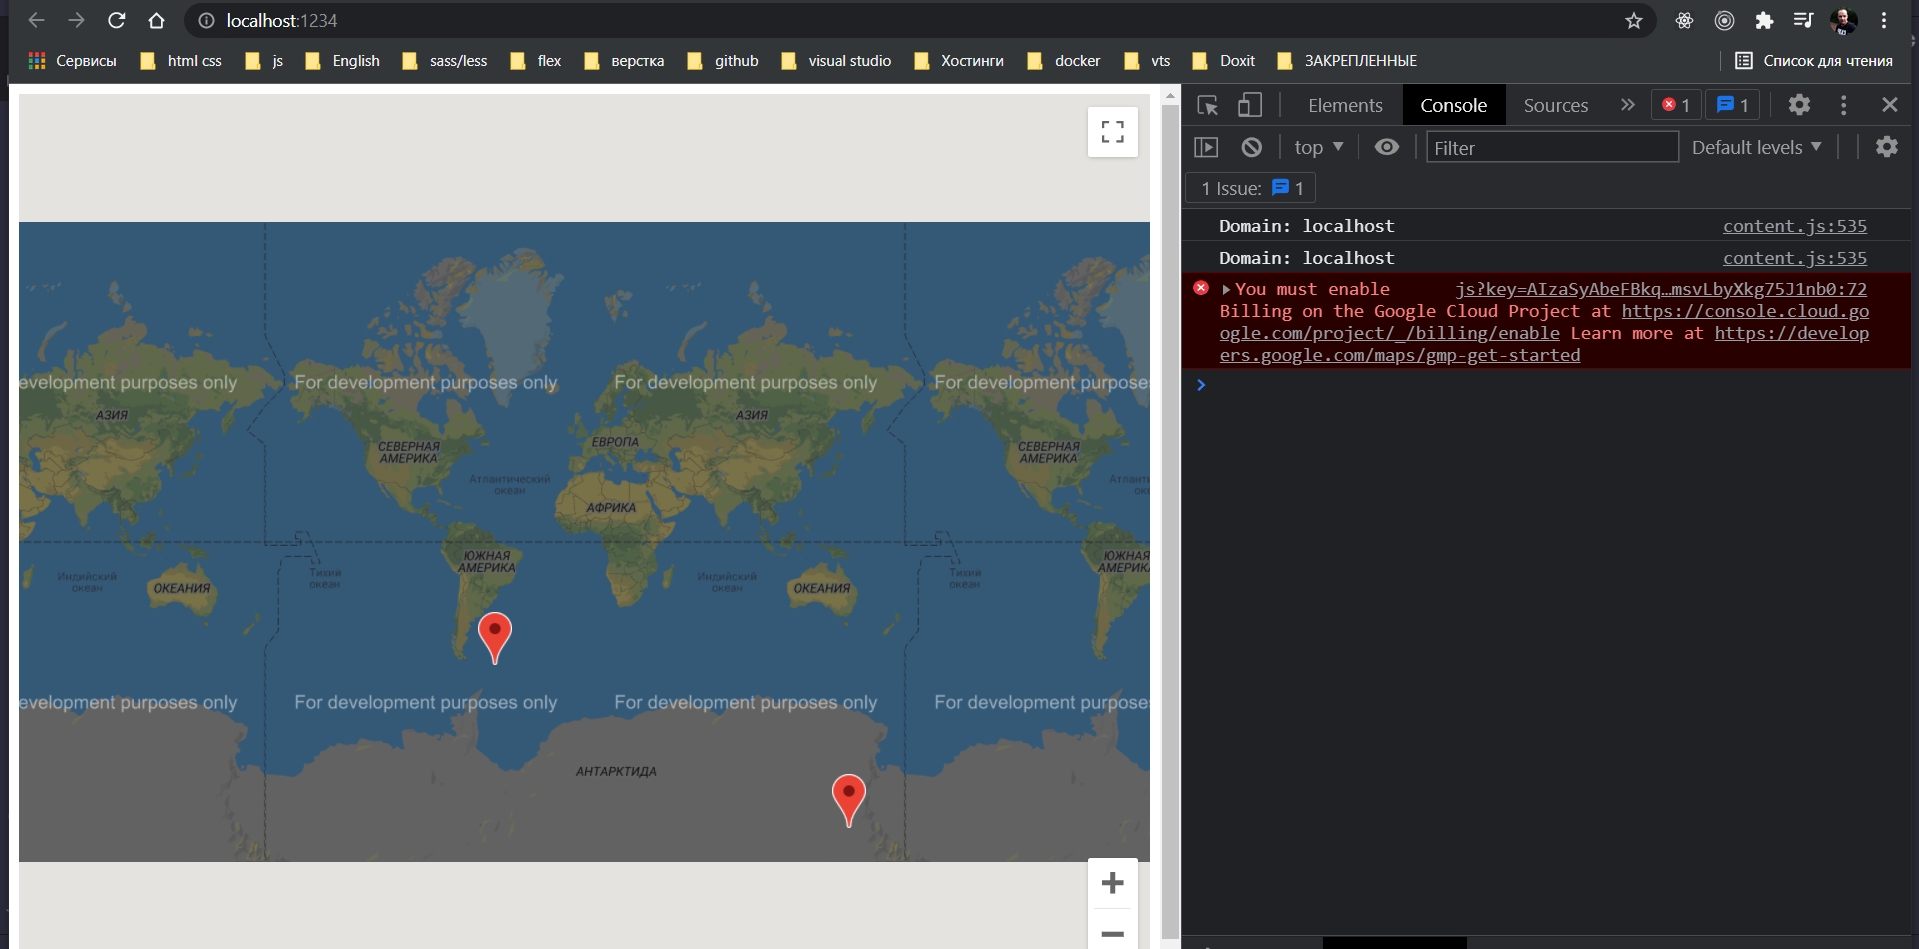 localhost:1234
Сервисы html css js English sass/less flex верстка github visual studio Хостинги docker vts Doxit ЗАКРЕПЛЕННЫЕ Список для чтения
Elements Console Sources 1 1
top Filter Default levels
1 Issue: 1
Domain: localhost content.js:535
Domain: localhost content.js:535
You must enable js?key=AIzaSyAbeFBkq…msvLbyXkg75J1nb0:72
Billing on the Google Cloud Project at https://console.cloud.go
ogle.com/project/_/billing/enable Learn more at https://develop
ers.google.com/maps/gmp-get-started
evelopment purposes only For development purposes only For development purposes only For development purpose
АЗИЯ АЗИЯ
ЕВРОПА
СЕВЕРНАЯ
АМЕРИКА
СЕВЕРНАЯ
АМЕРИКА
Атлантический
океан
Атлант
ок
АФРИКА
ЮЖНАЯ
АМЕРИКА
ЮЖНАЯ
АМЕРИКА
Индийский
океан
ОКЕАНИЯ
Тихий
океан
Индийский
океан
ОКЕАНИЯ
Тихий
океан
evelopment purposes only For development purposes only For development purposes only For development purpose
АНТАРКТИДА